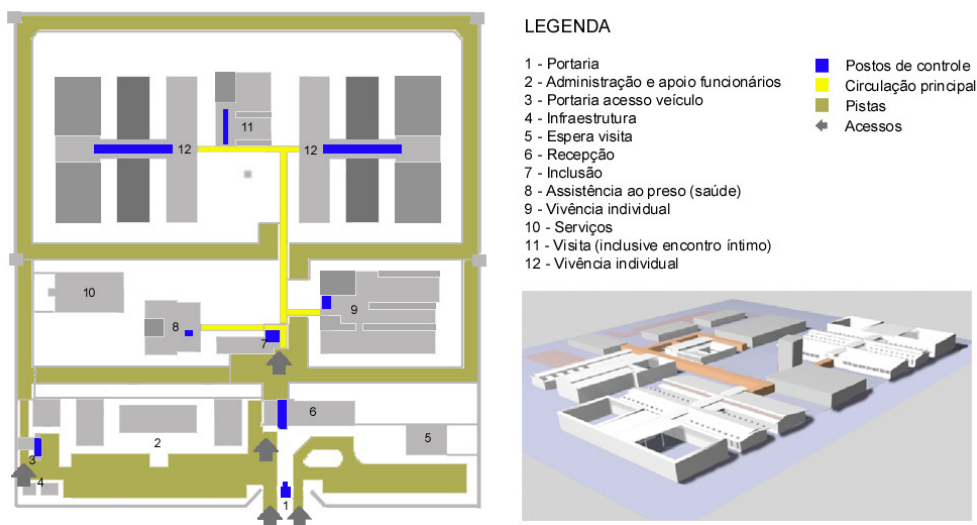 LEGENDA
1 - Portaria
2 - Administração e apoio funcionários
3 - Portaria acesso veículo
4 - Infraestrutura
5 - Espera visita
6 - Recepção
7 - Inclusão
8 - Assistência ao preso (saúde)
9 - Vivência individual
10 - Serviços
11 - Visita (inclusive encontro íntimo)
12 - Vivência individual
Postos de controle
Circulação principal
Pistas
Acessos
11
12
12
10
8
9
7
6
5
2
3
4
1